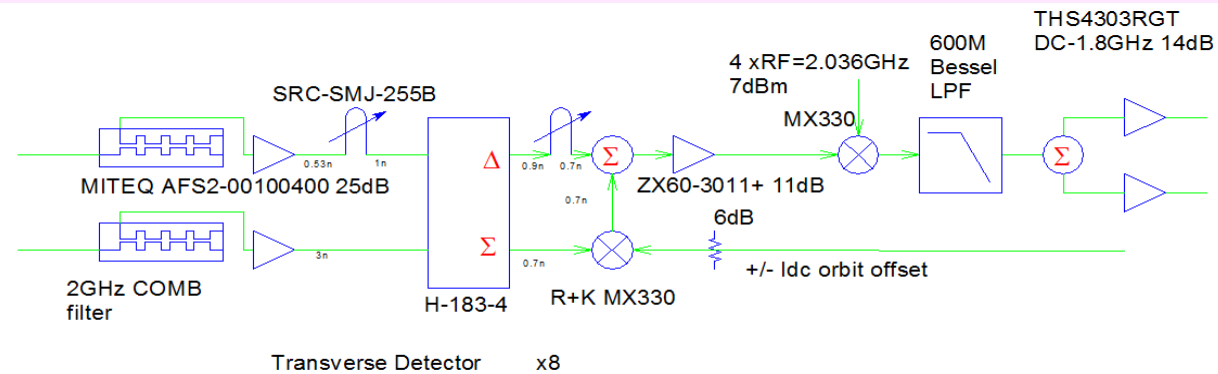 THS4303RGT
DC-1.8GHz 14dB
600M
Bessel
LPF
4 xRF=2.036GHz
7dBm
SRC-SMJ-255B
MX330
Δ
Σ
Σ
0.53n
1n
0.9n
0.7n
MITEQ AFS2-00100400 25dB
ZX60-3011+ 11dB
0.7n
6dB
Σ
3n
0.7n
+/- Idc orbit offset
2GHz COMB
filter
H-183-4
R+K MX330
Transverse Detector x8